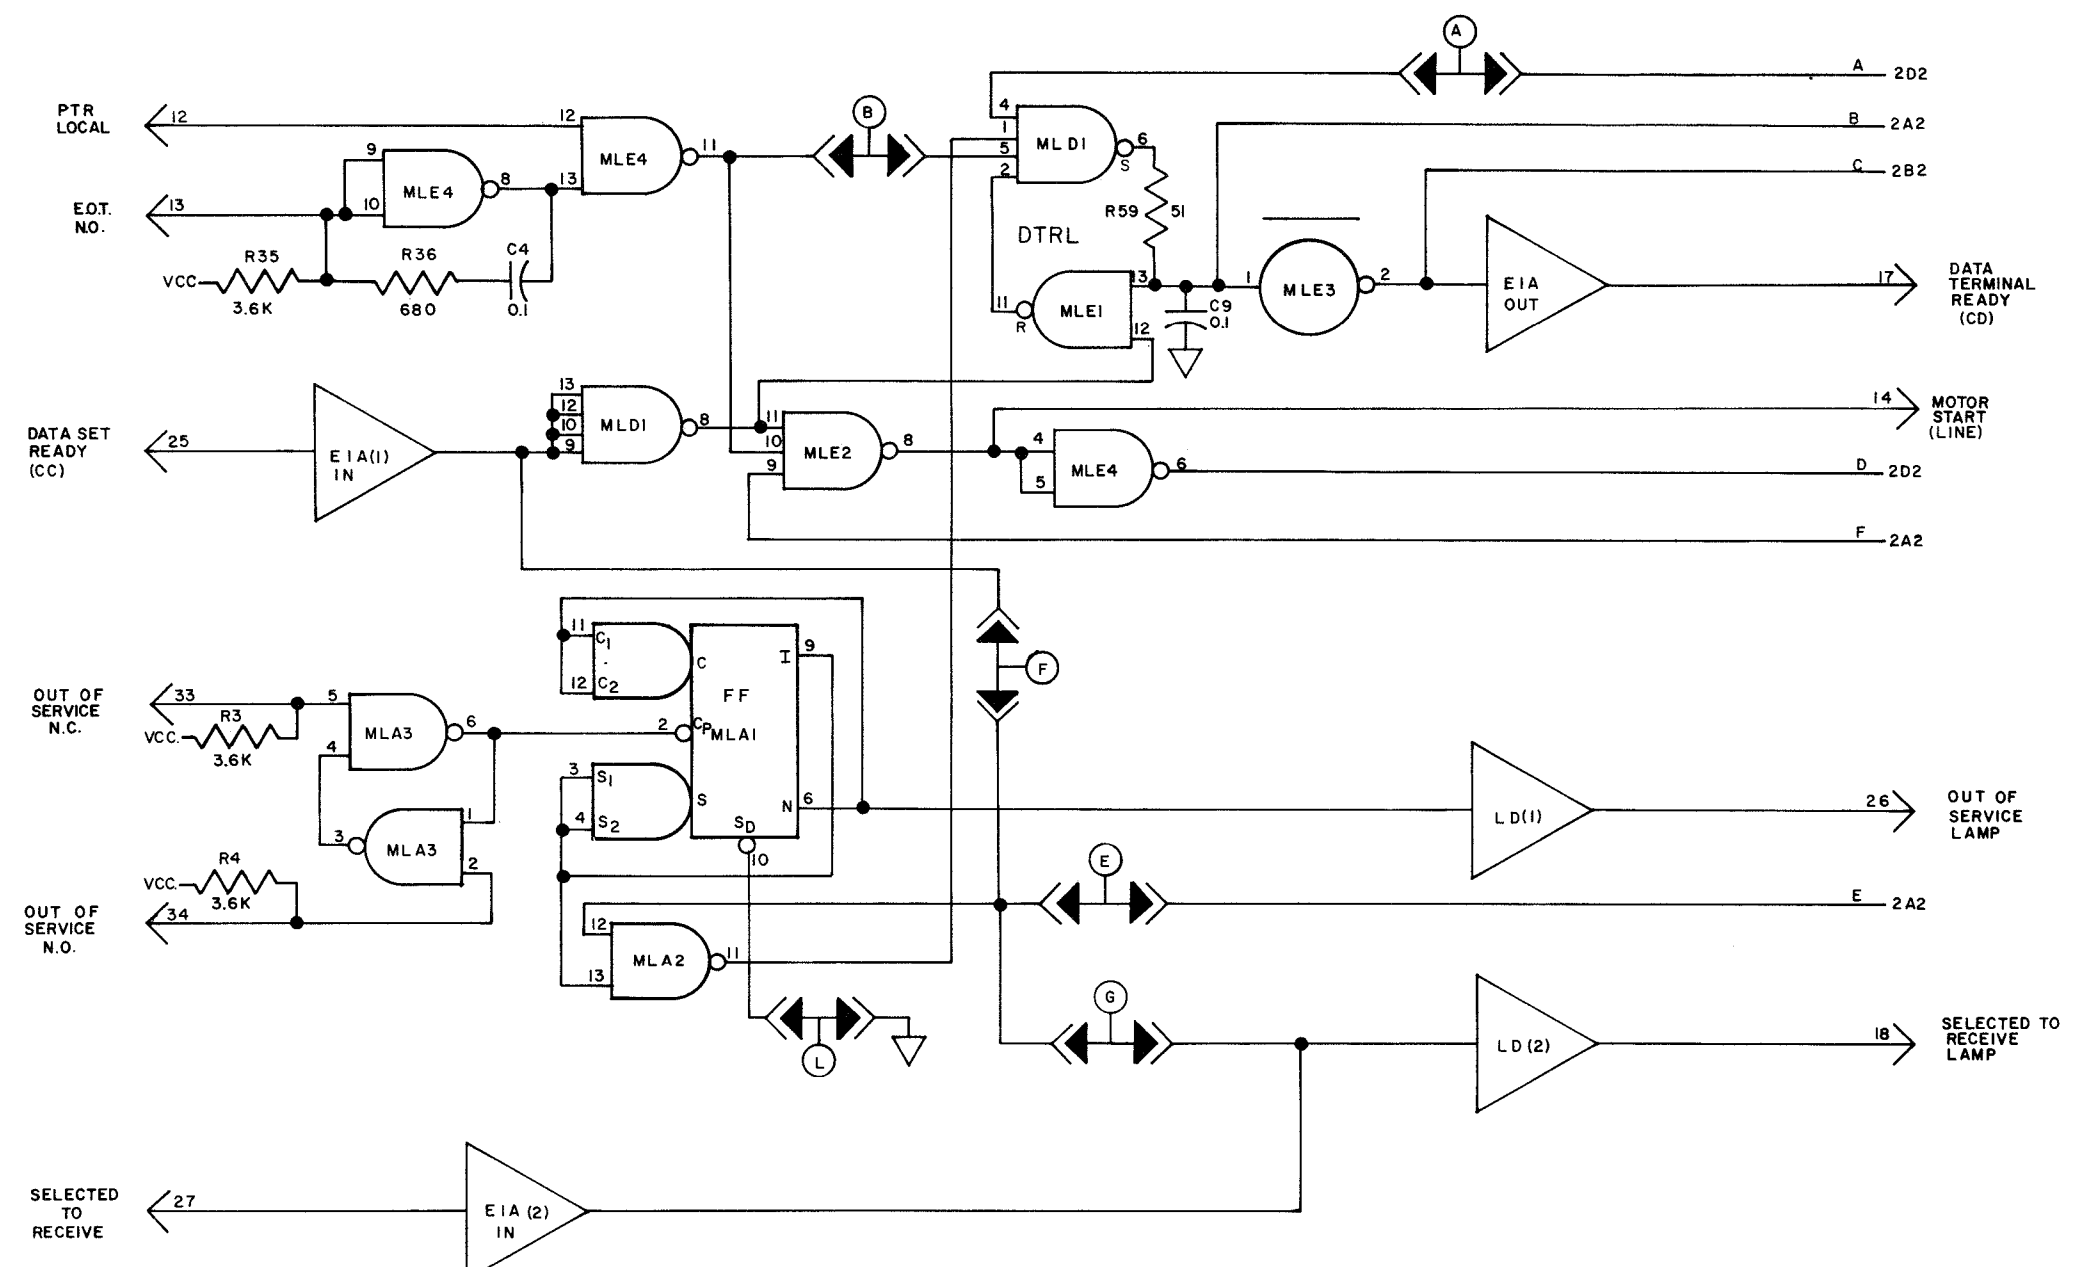 A
A 2D2
PTR
LOCAL
12
12
MLE4
11
B
4
1
5
2
MLD1
6
S
B 2A2
9
10
MLE4
8
13
C 2B2
E.O.T.
N.O.
13
R59 51
DTRL
R35
VCC
3.6K
R36
680
C4
0.1
13
11
R
MLE1
12
C9
0.1
1
MLE3
2
EIA
OUT
17
DATA
TERMINAL
READY
(CD)
DATA SET
READY
(CC)
25
EIA(1)
IN
13
12
10
9
MLD1
8
11
10
9
MLE2
8
4
5
MLE4
6
14
MOTOR
START
(LINE)
D 2D2
F 2A2
11
C1
C2
12
C
I
9
FF
F
OUT OF
SERVICE
N.C.
33
R3
VCC.
3.6K
5
4
MLA3
6
2
CP
MLA1
3
S1
S2
4
S
N
6
SD
10
LD(1)
26
OUT OF
SERVICE
LAMP
1
2
3
MLA3
R4
VCC.
3.6K
OUT OF
SERVICE
N.O.
34
E
E 2A2
12
13
MLA2
11
L
G
LD(2)
18
SELECTED TO
RECEIVE
LAMP
SELECTED
TO
RECEIVE
27
EIA(2)
IN